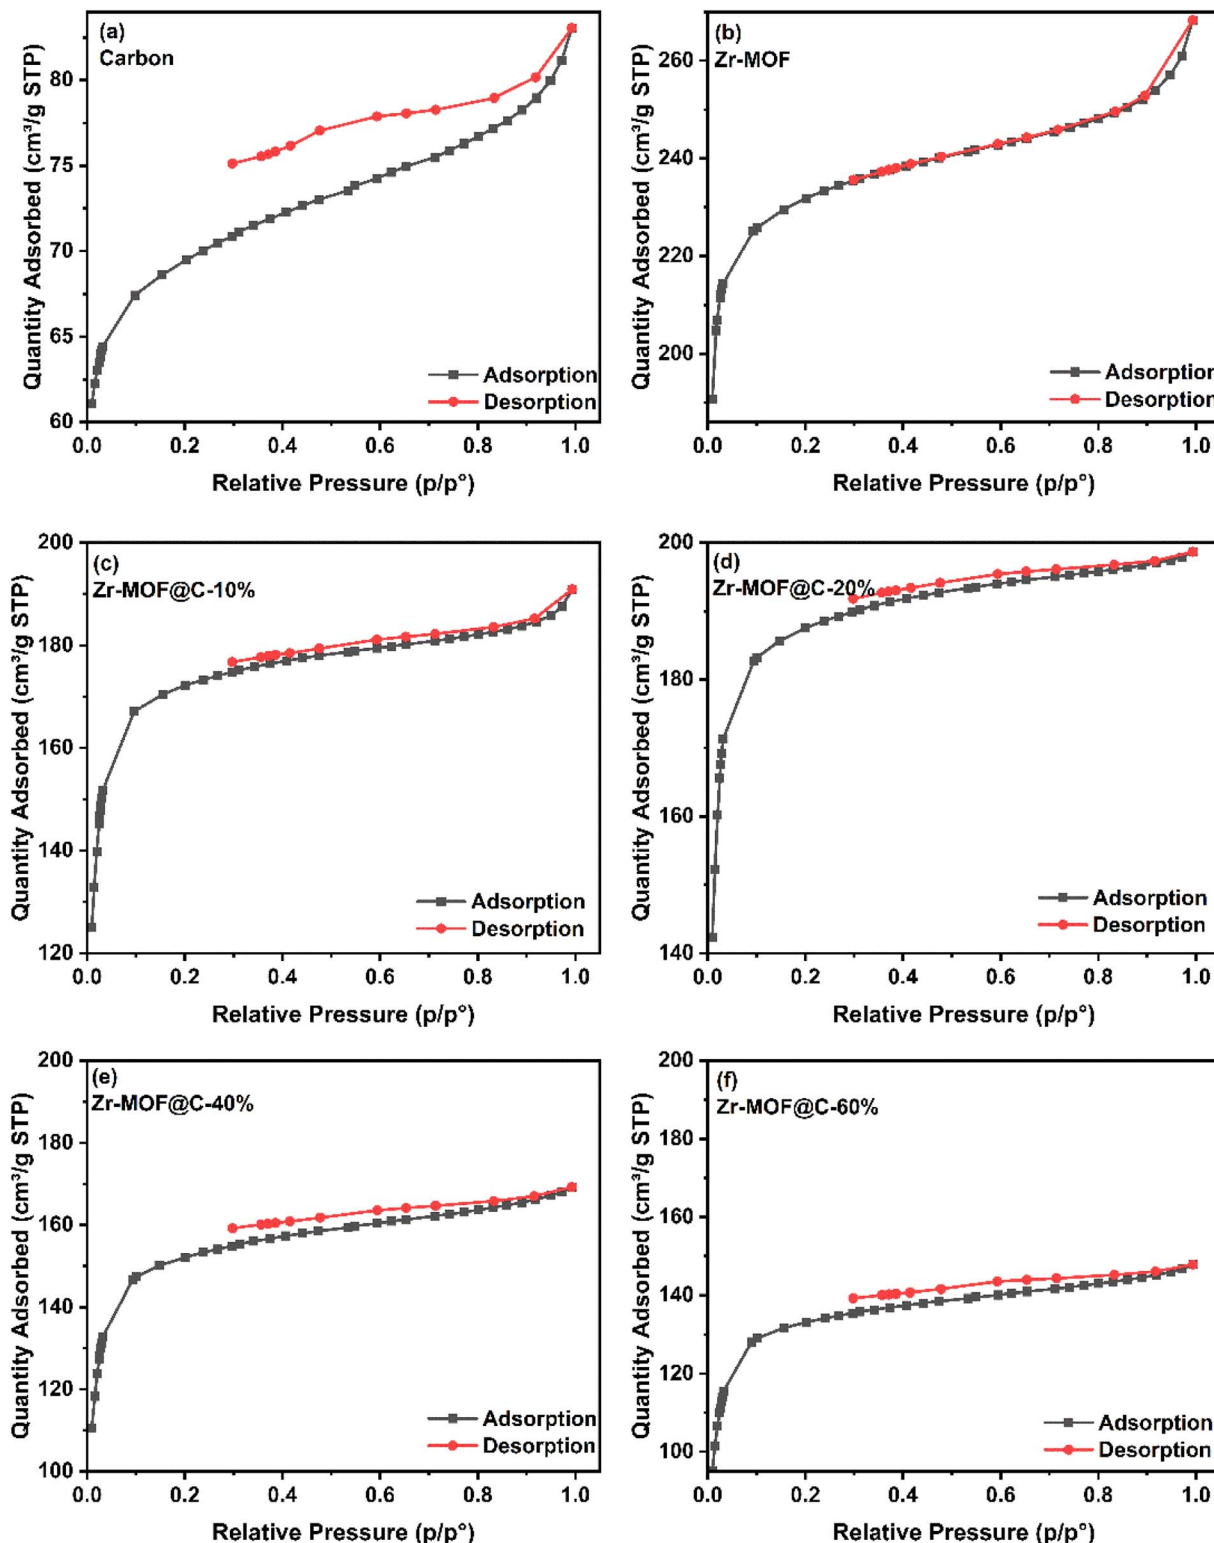 (a)
Carbon
Quantity Adsorbed (cm³/g STP)
80
75
70
65
60
Adsorption
Desorption
0.0 0.2 0.4 0.6 0.8 1.0
Relative Pressure (p/p°)
(b)
Zr-MOF
Quantity Adsorbed (cm³/g STP)
260
240
220
200
Adsorption
Desorption
0.0 0.2 0.4 0.6 0.8 1.0
Relative Pressure (p/p°)
(c)
Zr-MOF@C-10%
Quantity Adsorbed (cm³/g STP)
200
180
160
140
120
Adsorption
Desorption
0.0 0.2 0.4 0.6 0.8 1.0
Relative Pressure (p/p°)
(d)
Zr-MOF@C-20%
Quantity Adsorbed (cm³/g STP)
200
180
160
140
Adsorption
Desorption
0.0 0.2 0.4 0.6 0.8 1.0
Relative Pressure (p/p°)
(e)
Zr-MOF@C-40%
Quantity Adsorbed (cm³/g STP)
200
180
160
140
120
100
Adsorption
Desorption
0.0 0.2 0.4 0.6 0.8 1.0
Relative Pressure (p/p°)
(f)
Zr-MOF@C-60%
Quantity Adsorbed (cm³/g STP)
200
180
160
140
120
100
Adsorption
Desorption
0.0 0.2 0.4 0.6 0.8 1.0
Relative Pressure (p/p°)